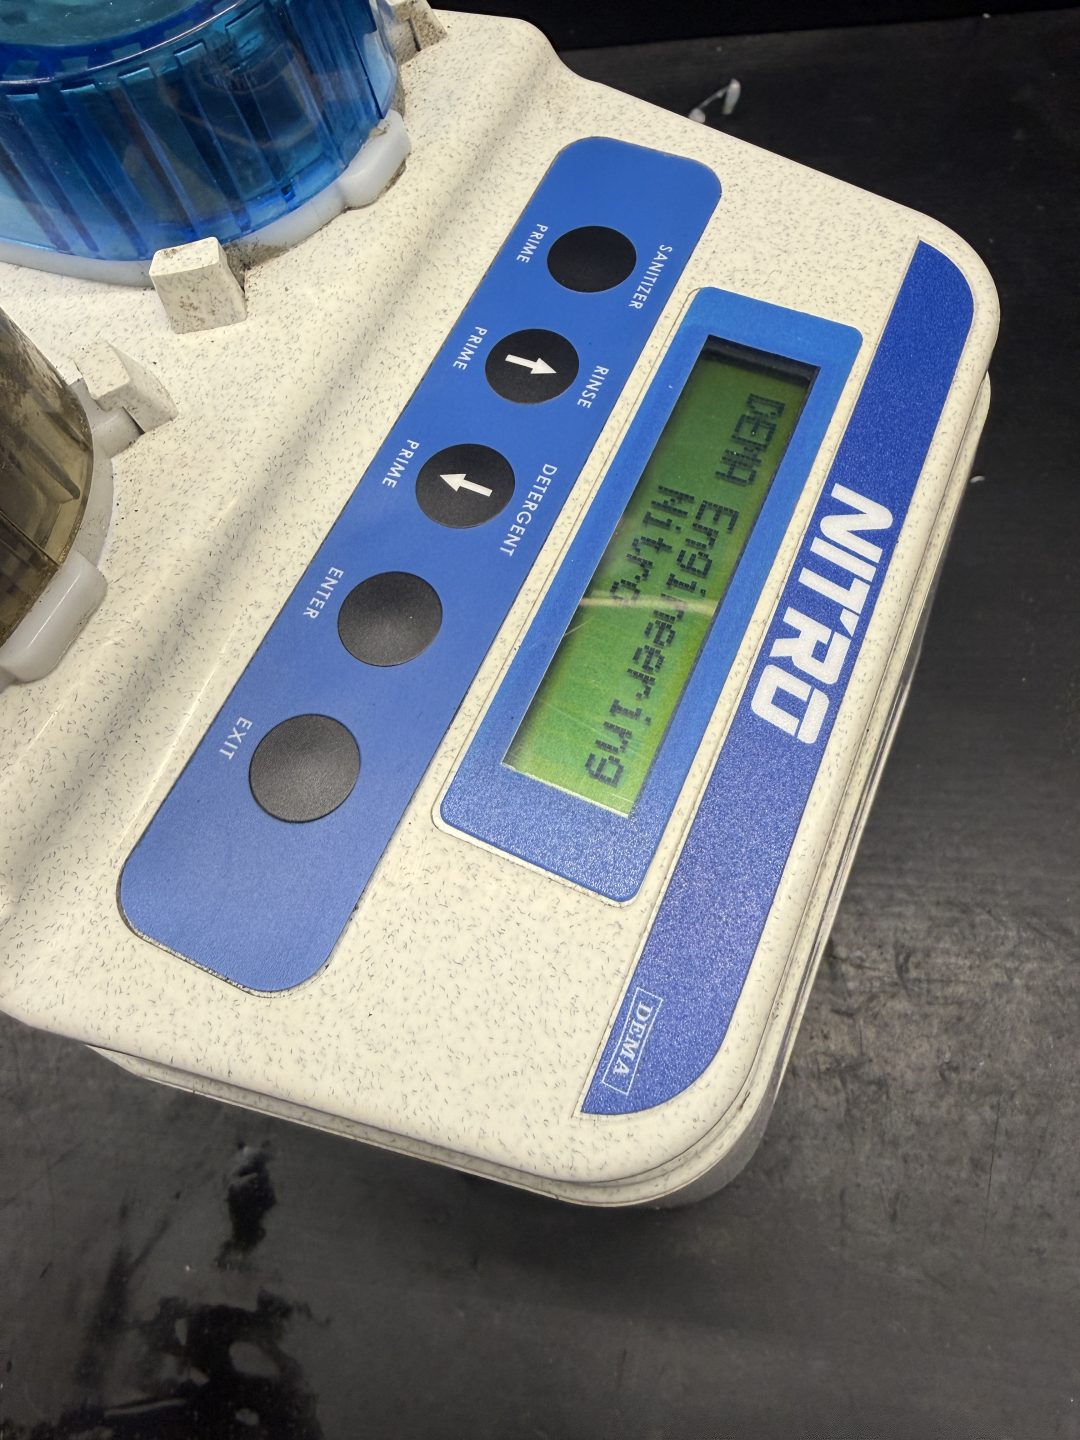 NITRO
DEMA
DEMA Engineering
Nitro
SANITIZER
RINSE
DETERGENT
PRIME
PRIME
PRIME
ENTER
EXIT